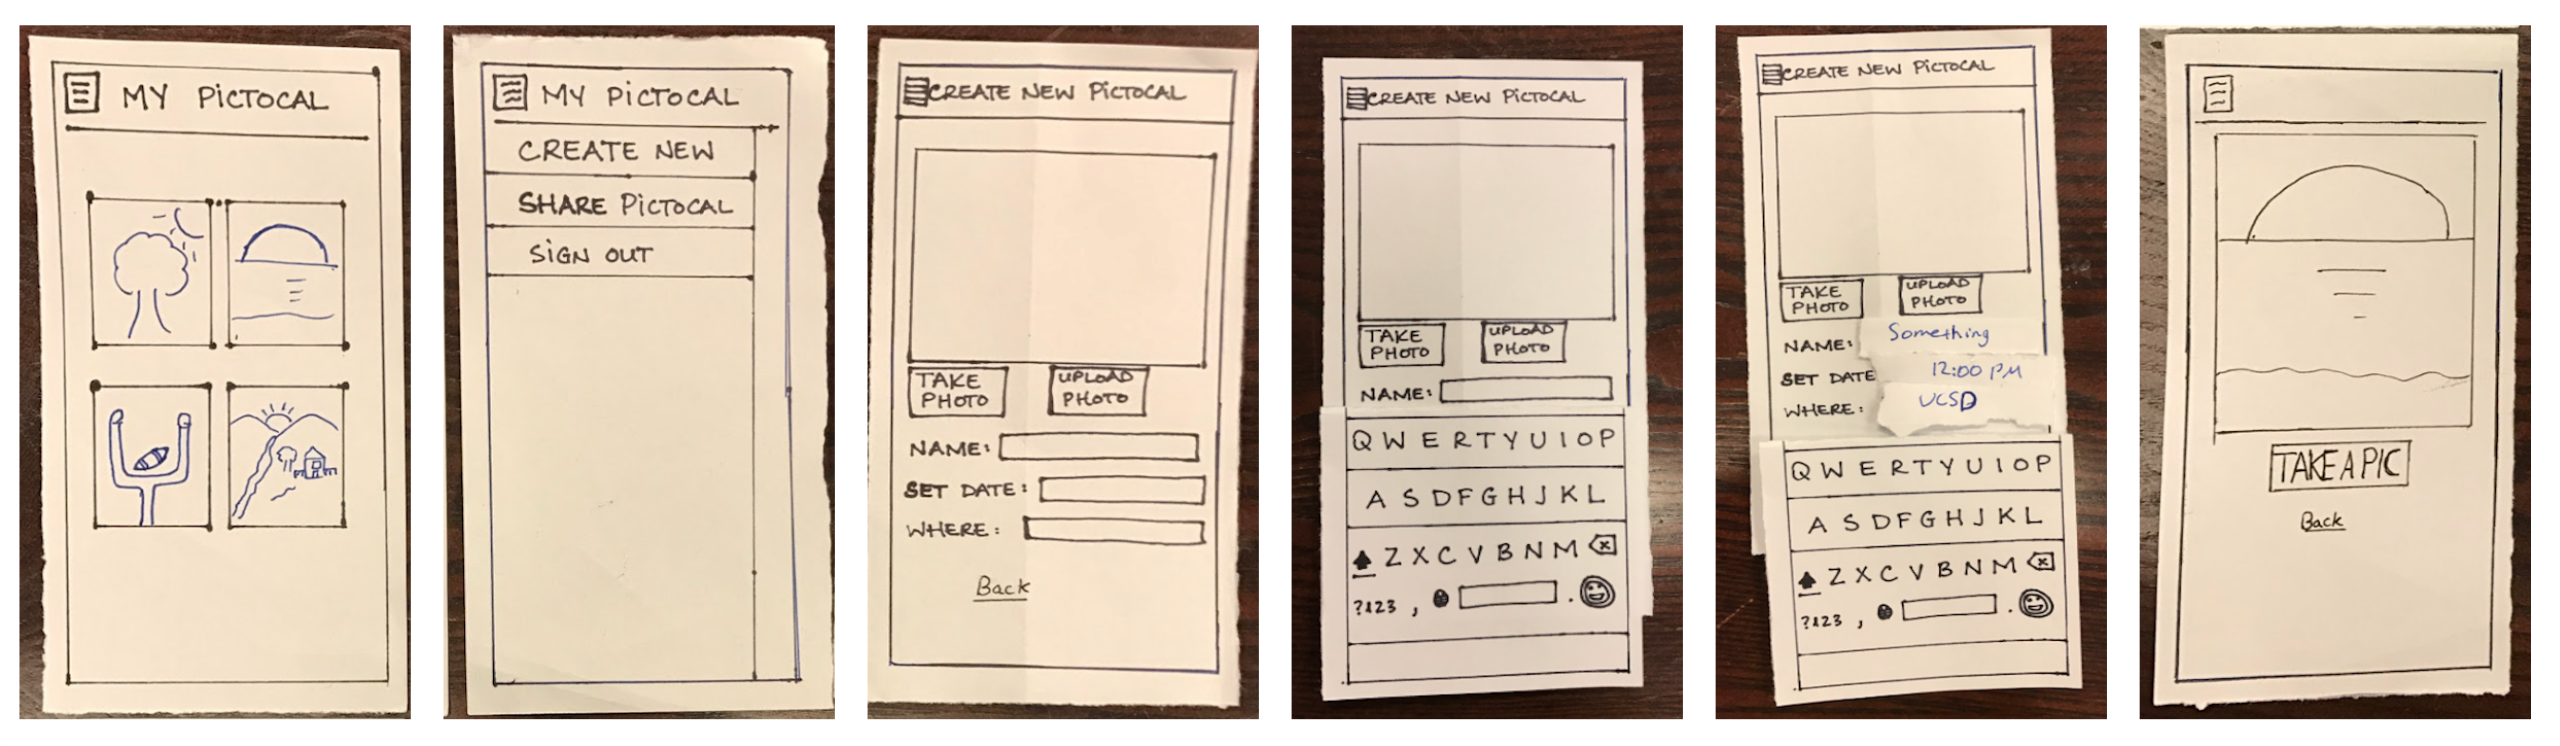 MY PiCTOCAL
MY PiCTOCAL
CREATE NEW
SHARE PiCTOCAL
SiGN OUT
CREATE NEW PiCTOCAL
TAKE
PHOTO
UPLOAD
PHOTO
NAME:
SET DATE:
WHERE:
Back
CREATE NEW PiCTOCAL
TAKE
PHOTO
UPLOAD
PHOTO
NAME:
Q W E R T Y U I O P
A S D F G H J K L
Z X C V B N M
?123 , .
CREATE NEW PiCTOCAL
TAKE
PHOTO
UPLOAD
PHOTO
NAME: Something
SET DATE 12:00 PM
WHERE: UCSD
Q W E R T Y U I O P
A S D F G H J K L
Z X C V B N M
?123 , .
TAKE A PIC
Back